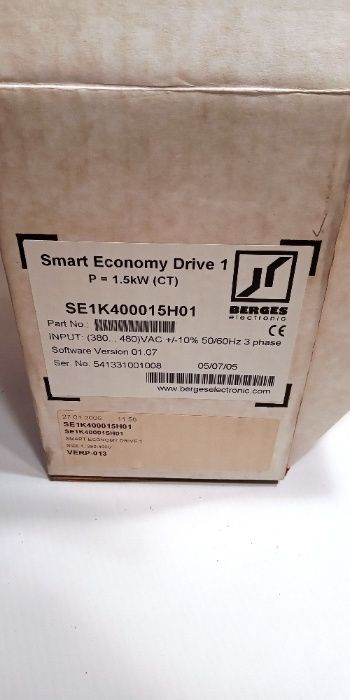 Smart Economy Drive 1
P = 1.5kW (CT)
BERGES
electronic
SE1K400015H01
Part No.:
CE
INPUT: (380... 480)VAC +/-10% 50/60Hz 3 phase
Software Version 01.07
Ser. No. 541331001008 05/07/05
www.bergeselectronic.com
SE1K400015H01
SE1K400015H01
SMART ECONOMY DRIVE 1
VERP-013